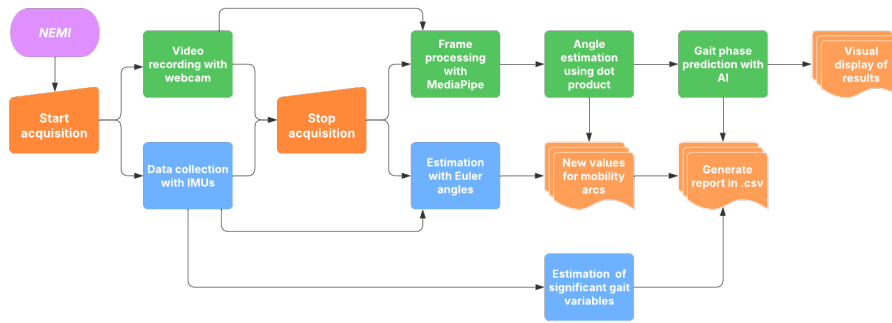 NEMI
Start
acquisition
Video
recording with
webcam
Data collection
with IMUs
Stop
acquisition
Frame
processing
with
MediaPipe
Estimation
with Euler
angles
Angle
estimation
using dot
product
New values
for mobility
arcs
Estimation of
significant gait
variables
Gait phase
prediction with
AI
Generate
report in .csv
Visual
display of
results